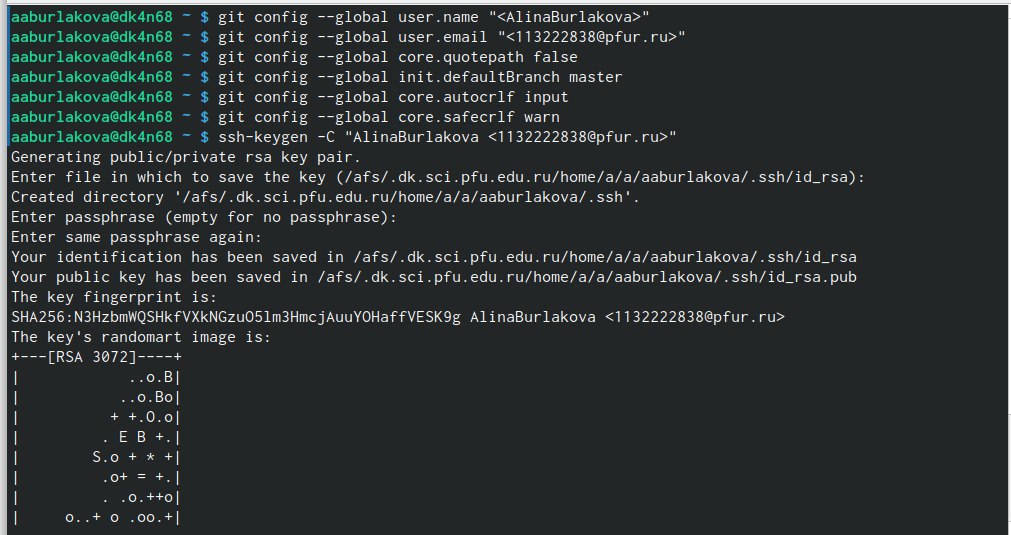 aaburlakova@dk4n68 ~ $ git config --global user.name "<AlinaBurlakova>"
aaburlakova@dk4n68 ~ $ git config --global user.email "<113222838@pfur.ru>"
aaburlakova@dk4n68 ~ $ git config --global core.quotepath false
aaburlakova@dk4n68 ~ $ git config --global init.defaultBranch master
aaburlakova@dk4n68 ~ $ git config --global core.autocrlf input
aaburlakova@dk4n68 ~ $ git config --global core.safecrlf warn
aaburlakova@dk4n68 ~ $ ssh-keygen -C "AlinaBurlakova <1132222838@pfur.ru>"
Generating public/private rsa key pair.
Enter file in which to save the key (/afs/.dk.sci.pfu.edu.ru/home/a/a/aaburlakova/.ssh/id_rsa):
Created directory '/afs/.dk.sci.pfu.edu.ru/home/a/a/aaburlakova/.ssh'.
Enter passphrase (empty for no passphrase):
Enter same passphrase again:
Your identification has been saved in /afs/.dk.sci.pfu.edu.ru/home/a/a/aaburlakova/.ssh/id_rsa
Your public key has been saved in /afs/.dk.sci.pfu.edu.ru/home/a/a/aaburlakova/.ssh/id_rsa.pub
The key fingerprint is:
SHA256:N3HzbmWQSHkfVXkNGzuO5lm3HmcjAuuYOHaffVESK9g AlinaBurlakova <1132222838@pfur.ru>
The key's randomart image is:
+---[RSA 3072]----+
|             ..o.B|
|            ..o.Bo|
|           + +.O.o|
|          . E B +.|
|         S.o + * +|
|          .o+ = +.|
|          . .o.++o|
|      o..+ o .oo.+|